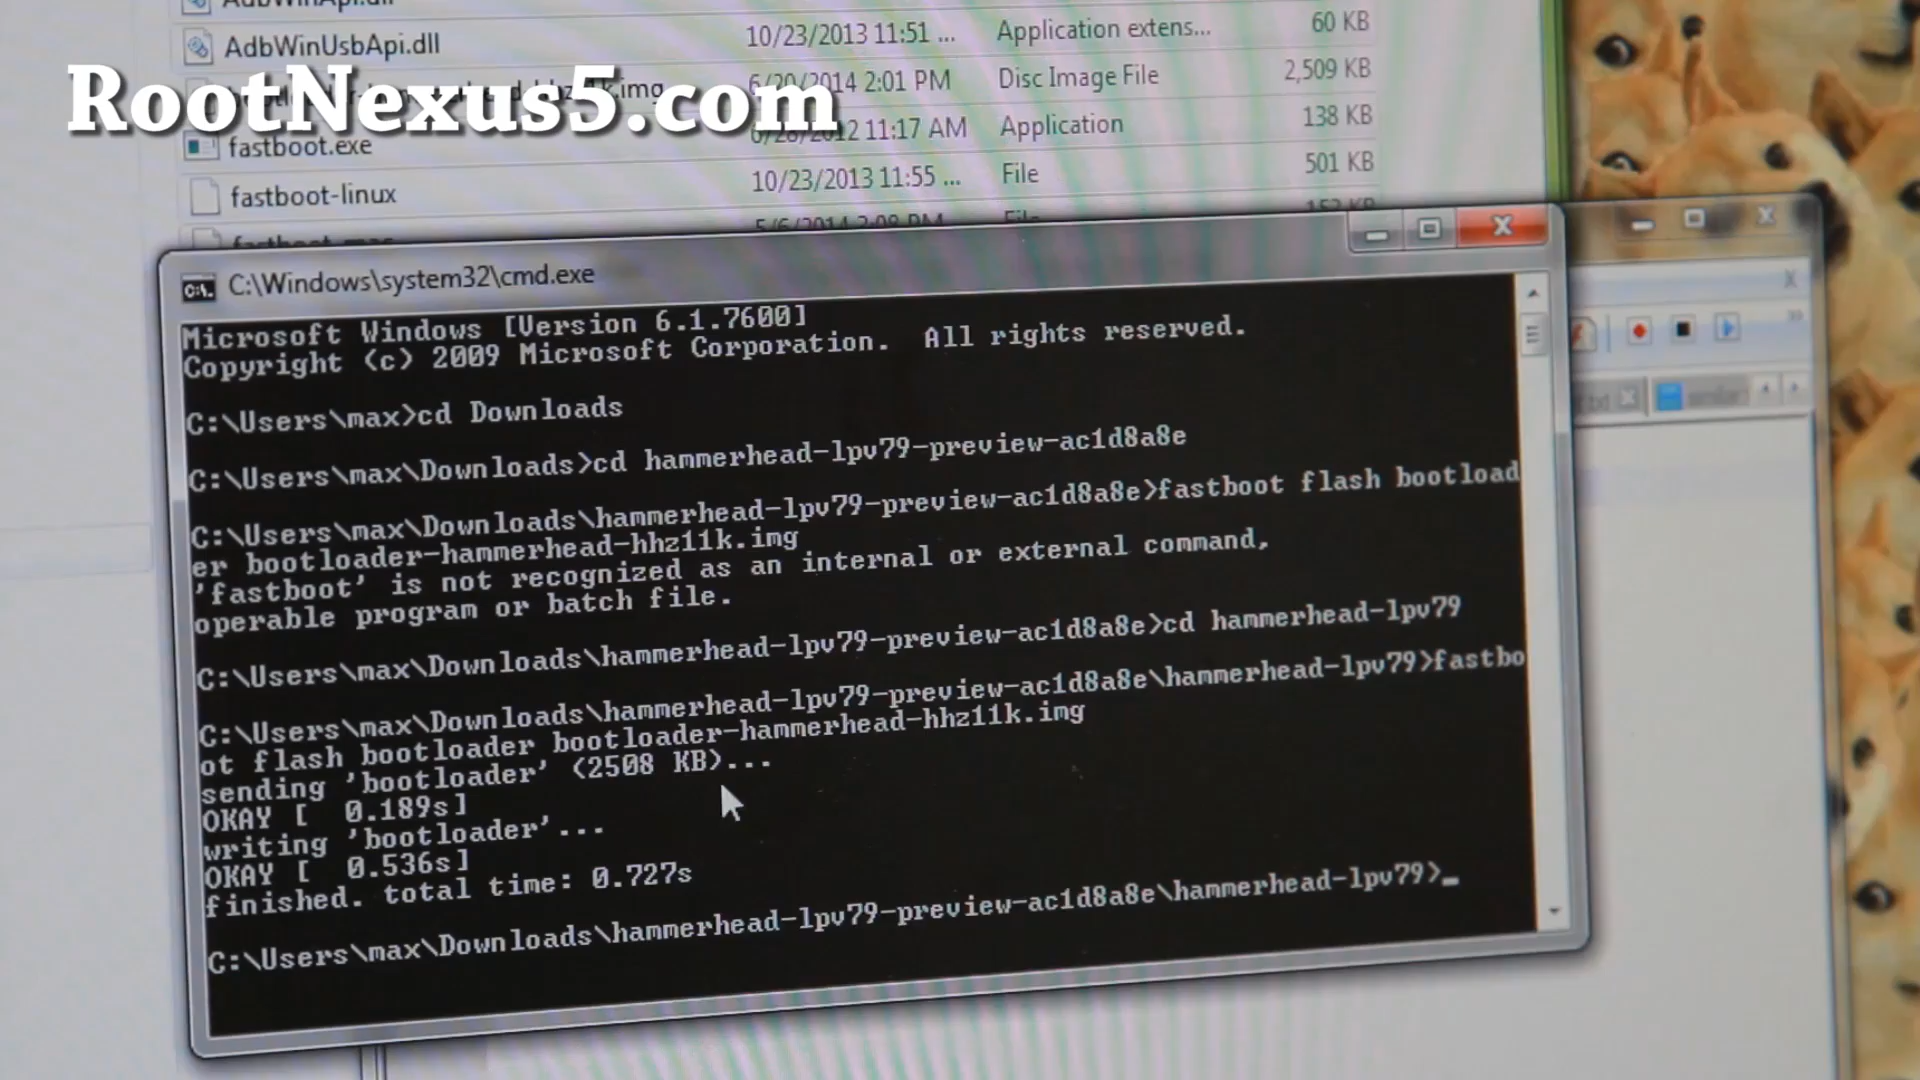 AdbWinApi.dll
AdbWinUsbApi.dll 10/23/2013 11:51 ... Application extens... 60 KB
RootNexus5.com
.img 6/20/2014 2:01 PM Disc Image File 2,509 KB
fastboot.exe 11:17 AM Application 138 KB
fastboot-linux 10/23/2013 11:55 ... File 501 KB
C:\Windows\system32\cmd.exe
Microsoft Windows [Version 6.1.7600]
Copyright (c) 2009 Microsoft Corporation. All rights reserved.
C:\Users\max>cd Downloads
C:\Users\max\Downloads>cd hammerhead-lpv79-preview-ac1d8a8e
C:\Users\max\Downloads\hammerhead-lpv79-preview-ac1d8a8e>fastboot flash bootload
er bootloader-hammerhead-hhz11k.img
'fastboot' is not recognized as an internal or external command,
operable program or batch file.
C:\Users\max\Downloads\hammerhead-lpv79-preview-ac1d8a8e>cd hammerhead-lpv79
C:\Users\max\Downloads\hammerhead-lpv79-preview-ac1d8a8e\hammerhead-lpv79>fastbo
ot flash bootloader bootloader-hammerhead-hhz11k.img
sending 'bootloader' (2508 KB)...
OKAY [ 0.189s]
writing 'bootloader'...
OKAY [ 0.536s]
finished. total time: 0.727s
C:\Users\max\Downloads\hammerhead-lpv79-preview-ac1d8a8e\hammerhead-lpv79>_